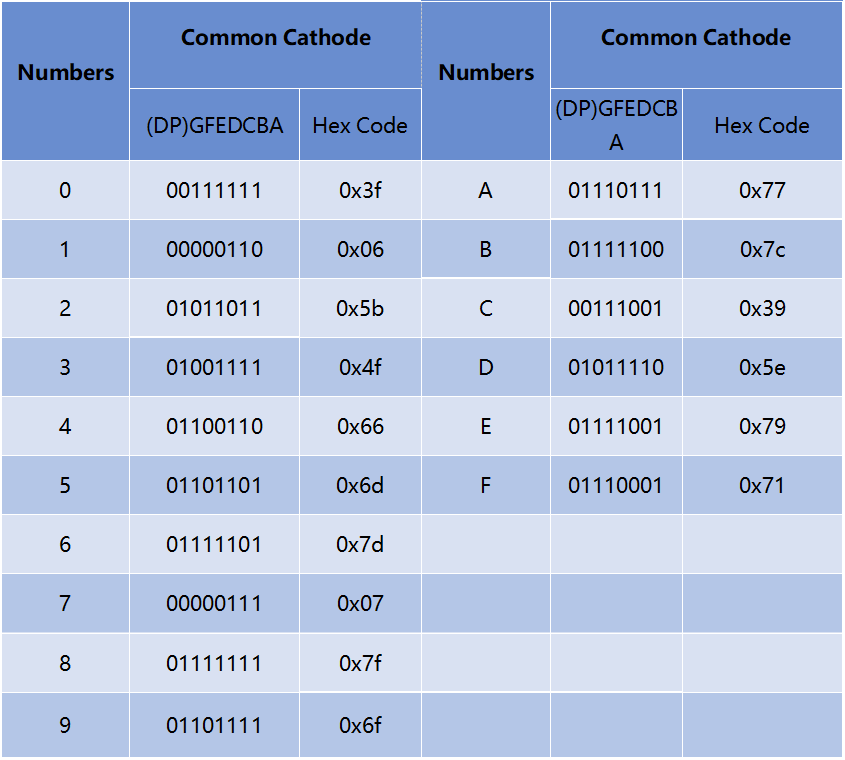 Numbers Common Cathode Numbers Common Cathode
(DP)GFEDCBA Hex Code (DP)GFEDCB
A Hex Code
0 00111111 0x3f A 01110111 0x77
1 00000110 0x06 B 01111100 0x7c
2 01011011 0x5b C 00111001 0x39
3 01001111 0x4f D 01011110 0x5e
4 01100110 0x66 E 01111001 0x79
5 01101101 0x6d F 01110001 0x71
6 01111101 0x7d
7 00000111 0x07
8 01111111 0x7f
9 01101111 0x6f